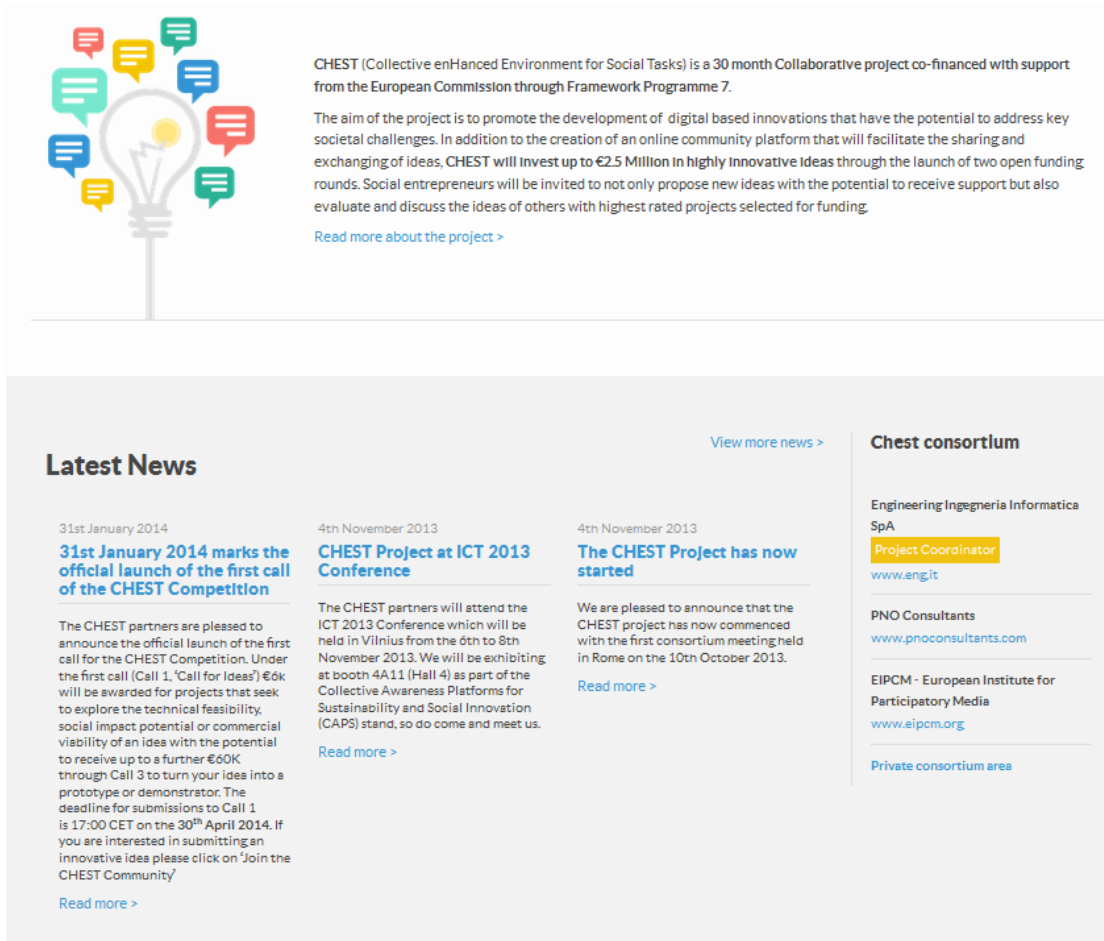 CHEST (Collective enHanced Environment for Social Tasks) is a 30 month Collaborative project co-financed with support
from the European Commission through Framework Programme 7.
The aim of the project is to promote the development of digital based innovations that have the potential to address key
societal challenges. In addition to the creation of an online community platform that will facilitate the sharing and
exchanging of ideas, CHEST will invest up to €2.5 Million in highly innovative ideas through the launch of two open funding
rounds. Social entrepreneurs will be invited to not only propose new ideas with the potential to receive support but also
evaluate and discuss the ideas of others with highest rated projects selected for funding.
Read more about the project >
Latest News
View more news >
31st January 2014
31st January 2014 marks the
official launch of the first call
of the CHEST Competition
The CHEST partners are pleased to
announce the official launch of the first
call for the CHEST Competition. Under
the first call (Call 1, 'Call for Ideas') €6k
will be awarded for projects that seek
to explore the technical feasibility,
social impact potential or commercial
viability of an idea with the potential
to receive up to a further €60K
through Call 3 to turn your idea into a
prototype or demonstrator. The
deadline for submissions to Call 1
is 17:00 CET on the 30th April 2014. If
you are interested in submitting an
innovative idea please click on 'Join the
CHEST Community'
Read more >
4th November 2013
CHEST Project at ICT 2013
Conference
The CHEST partners will attend the
ICT 2013 Conference which will be
held in Vilnius from the 6th to 8th
November 2013. We will be exhibiting
at booth 4A11 (Hall 4) as part of the
Collective Awareness Platforms for
Sustainability and Social Innovation
(CAPS) stand, so do come and meet us.
Read more >
4th November 2013
The CHEST Project has now
started
We are pleased to announce that the
CHEST project has now commenced
with the first consortium meeting held
in Rome on the 10th October 2013.
Read more >
Chest consortium
Engineering Ingegneria Informatica
SpA
Project Coordinator
www.eng.it
PNO Consultants
www.pnoconsultants.com
EIPCM - European Institute for
Participatory Media
www.eipcm.org
Private consortium area